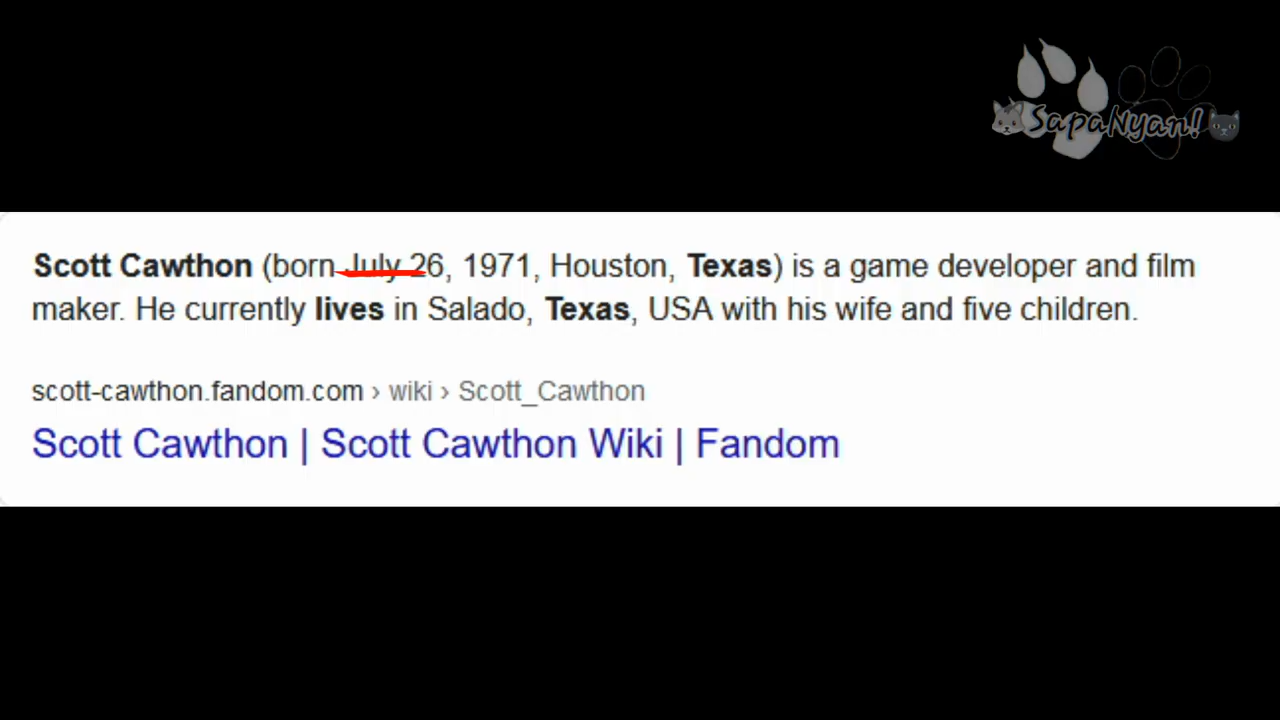 SapaNyan!
Scott Cawthon (born July 26, 1971, Houston, Texas) is a game developer and film
maker. He currently lives in Salado, Texas, USA with his wife and five children.
scott-cawthon.fandom.com › wiki › Scott_Cawthon
Scott Cawthon | Scott Cawthon Wiki | Fandom